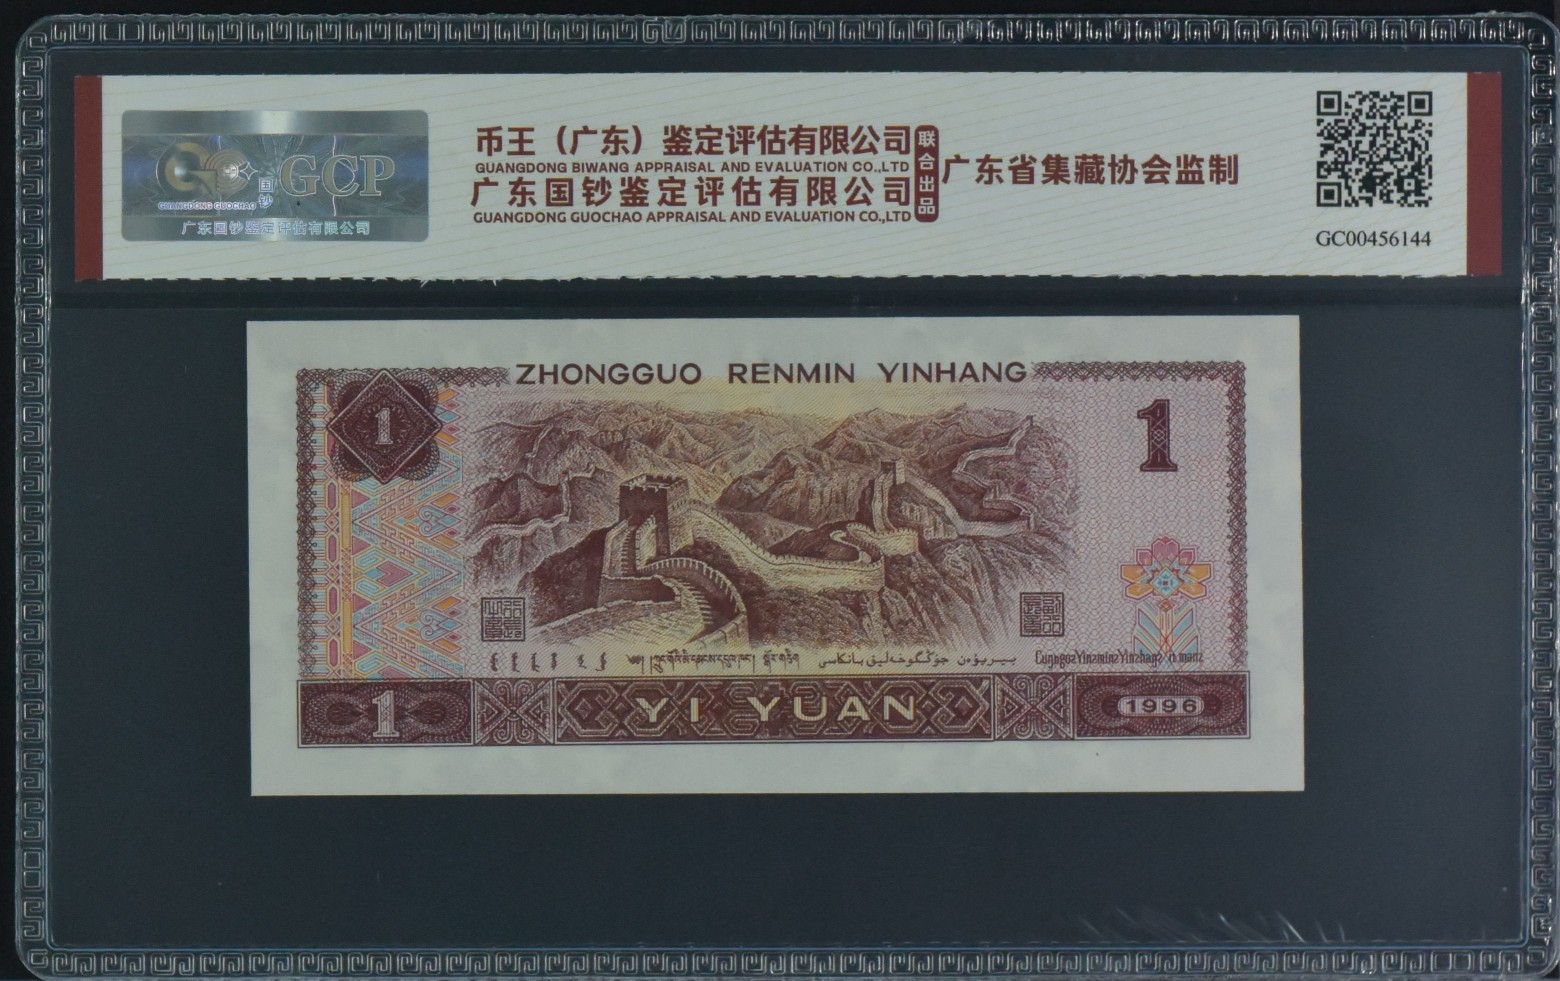 GCP
国钞
GUANGDONG GUOCHAO
广东国钞鉴定评估有限公司
币王（广东）鉴定评估有限公司
GUANGDONG BIWANG APPRAISAL AND EVALUATION CO.,LTD
广东国钞鉴定评估有限公司
GUANGDONG GUOCHAO APPRAISAL AND EVALUATION CO.,LTD
联合出品
广东省集藏协会监制
GC00456144
ZHONGGUO RENMIN YINHANG
1
1
1
YI YUAN
1996